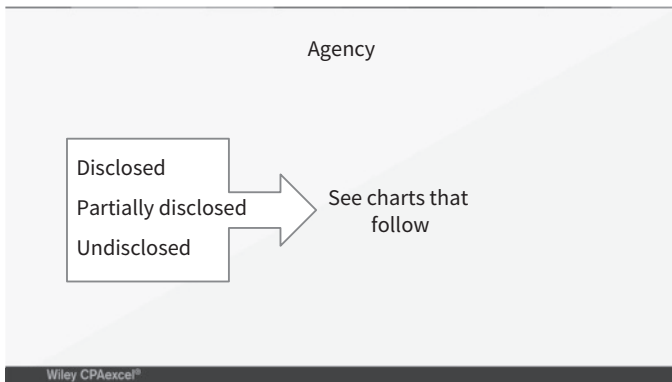 Agency
Disclosed
Partially disclosed
Undisclosed
See charts that
follow
Wiley CPAexcel®